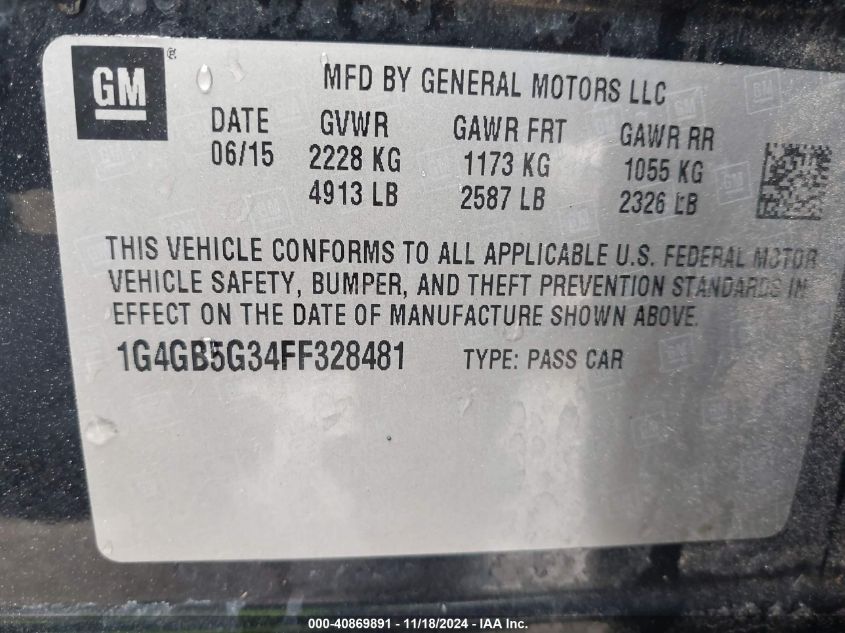 GM
MFD BY GENERAL MOTORS LLC
DATE GVWR GAWR FRT GAWR RR
06/15 2228 KG 1173 KG 1055 KG
4913 LB 2587 LB 2326 LB
THIS VEHICLE CONFORMS TO ALL APPLICABLE U.S. FEDERAL MOTOR
VEHICLE SAFETY, BUMPER, AND THEFT PREVENTION STANDARDS IN
EFFECT ON THE DATE OF MANUFACTURE SHOWN ABOVE.
1G4GB5G34FF328481 TYPE: PASS CAR
000-40869891 - 11/18/2024 - IAA Inc.